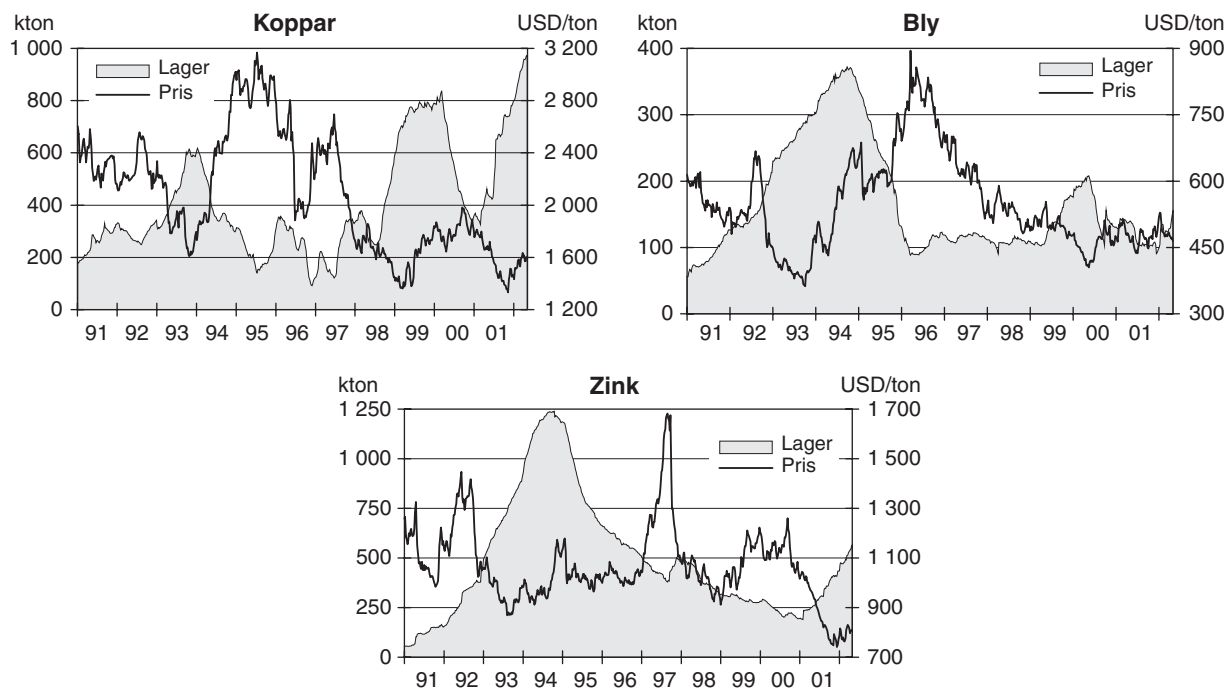 Koppar
kton USD/ton
1 000 3 200
Lager
Pris
800 2 800
600 2 400
400 2 000
200 1 600
0 1 200
91 92 93 94 95 96 97 98 99 00 01
Bly
kton USD/ton
400 900
Lager
Pris
300 750
200 600
100 450
0 300
91 92 93 94 95 96 97 98 99 00 01
Zink
kton USD/ton
1 250 1 700
Lager
Pris
1 000 1 500
750 1 300
500 1 100
250 900
0 700
91 92 93 94 95 96 97 98 99 00 01